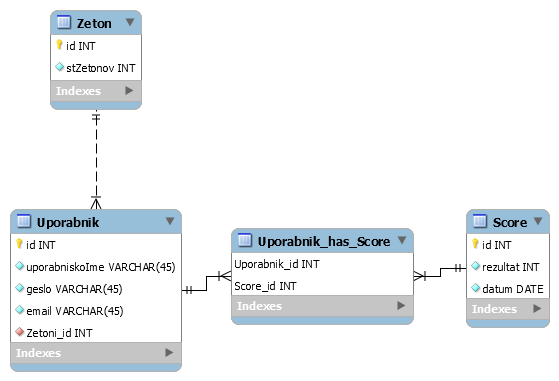 Zeton
id INT
stZetonov INT
Indexes
Uporabnik
id INT
uporabniskoIme VARCHAR(45)
geslo VARCHAR(45)
email VARCHAR(45)
Zetoni_id INT
Indexes
Uporabnik_has_Score
Uporabnik_id INT
Score_id INT
Indexes
Score
id INT
rezultat INT
datum DATE
Indexes